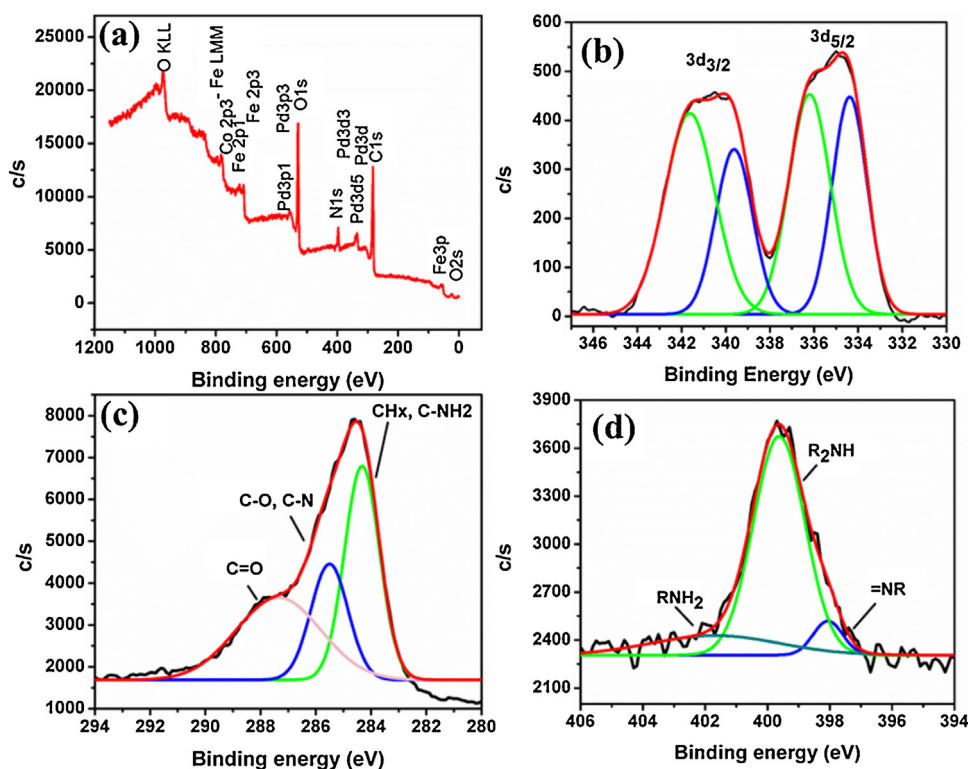 (a)
25000
20000
15000
10000
5000
0
c/s
O KLL
Co 2p3-
Fe LMM
Fe 2p1
Fe 2p3
Pd3p1
Pd3p3
O1s
N1s
Pd3d3
Pd3d5
Pd3d
C1s
Fe3p
O2s
1200 1000 800 600 400 200 0
Binding energy (eV)
(b)
600
500
400
300
200
100
0
c/s
3d3/2
3d5/2
346 344 342 340 338 336 334 332 330
Binding Energy (eV)
(c)
8000
7000
6000
5000
4000
3000
2000
1000
c/s
CHx, C-NH2
C-O, C-N
C=O
294 292 290 288 286 284 282 280
Binding energy (eV)
(d)
3900
3600
3300
3000
2700
2400
2100
c/s
R2NH
RNH2
=NR
406 404 402 400 398 396 394
Binding energy (eV)